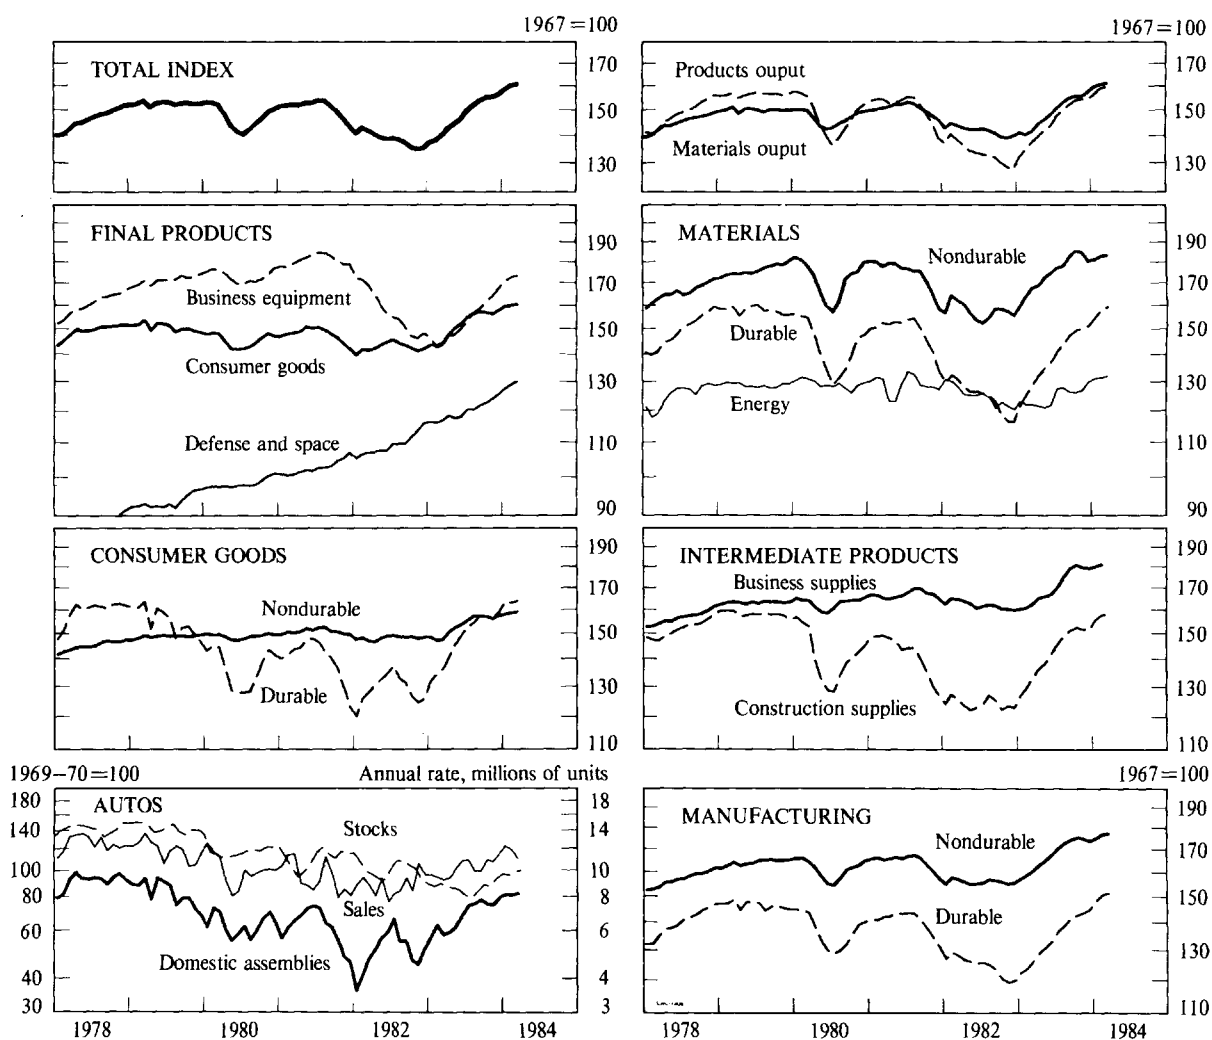 1967=100
TOTAL INDEX
170
150
130
FINAL PRODUCTS
Business equipment
Consumer goods
Defense and space
190
170
150
130
110
90
CONSUMER GOODS
Nondurable
Durable
190
170
150
130
110
1969–70=100 Annual rate, millions of units
AUTOS
Stocks
Sales
Domestic assemblies
180
140
100
80
60
40
30
18
14
10
8
6
4
3
1978 1980 1982 1984
1967=100
Products ouput
Materials ouput
170
150
130
MATERIALS
Nondurable
Durable
Energy
190
170
150
130
110
90
INTERMEDIATE PRODUCTS
Business supplies
Construction supplies
190
170
150
130
110
1967=100
MANUFACTURING
Nondurable
Durable
190
170
150
130
110
1978 1980 1982 1984